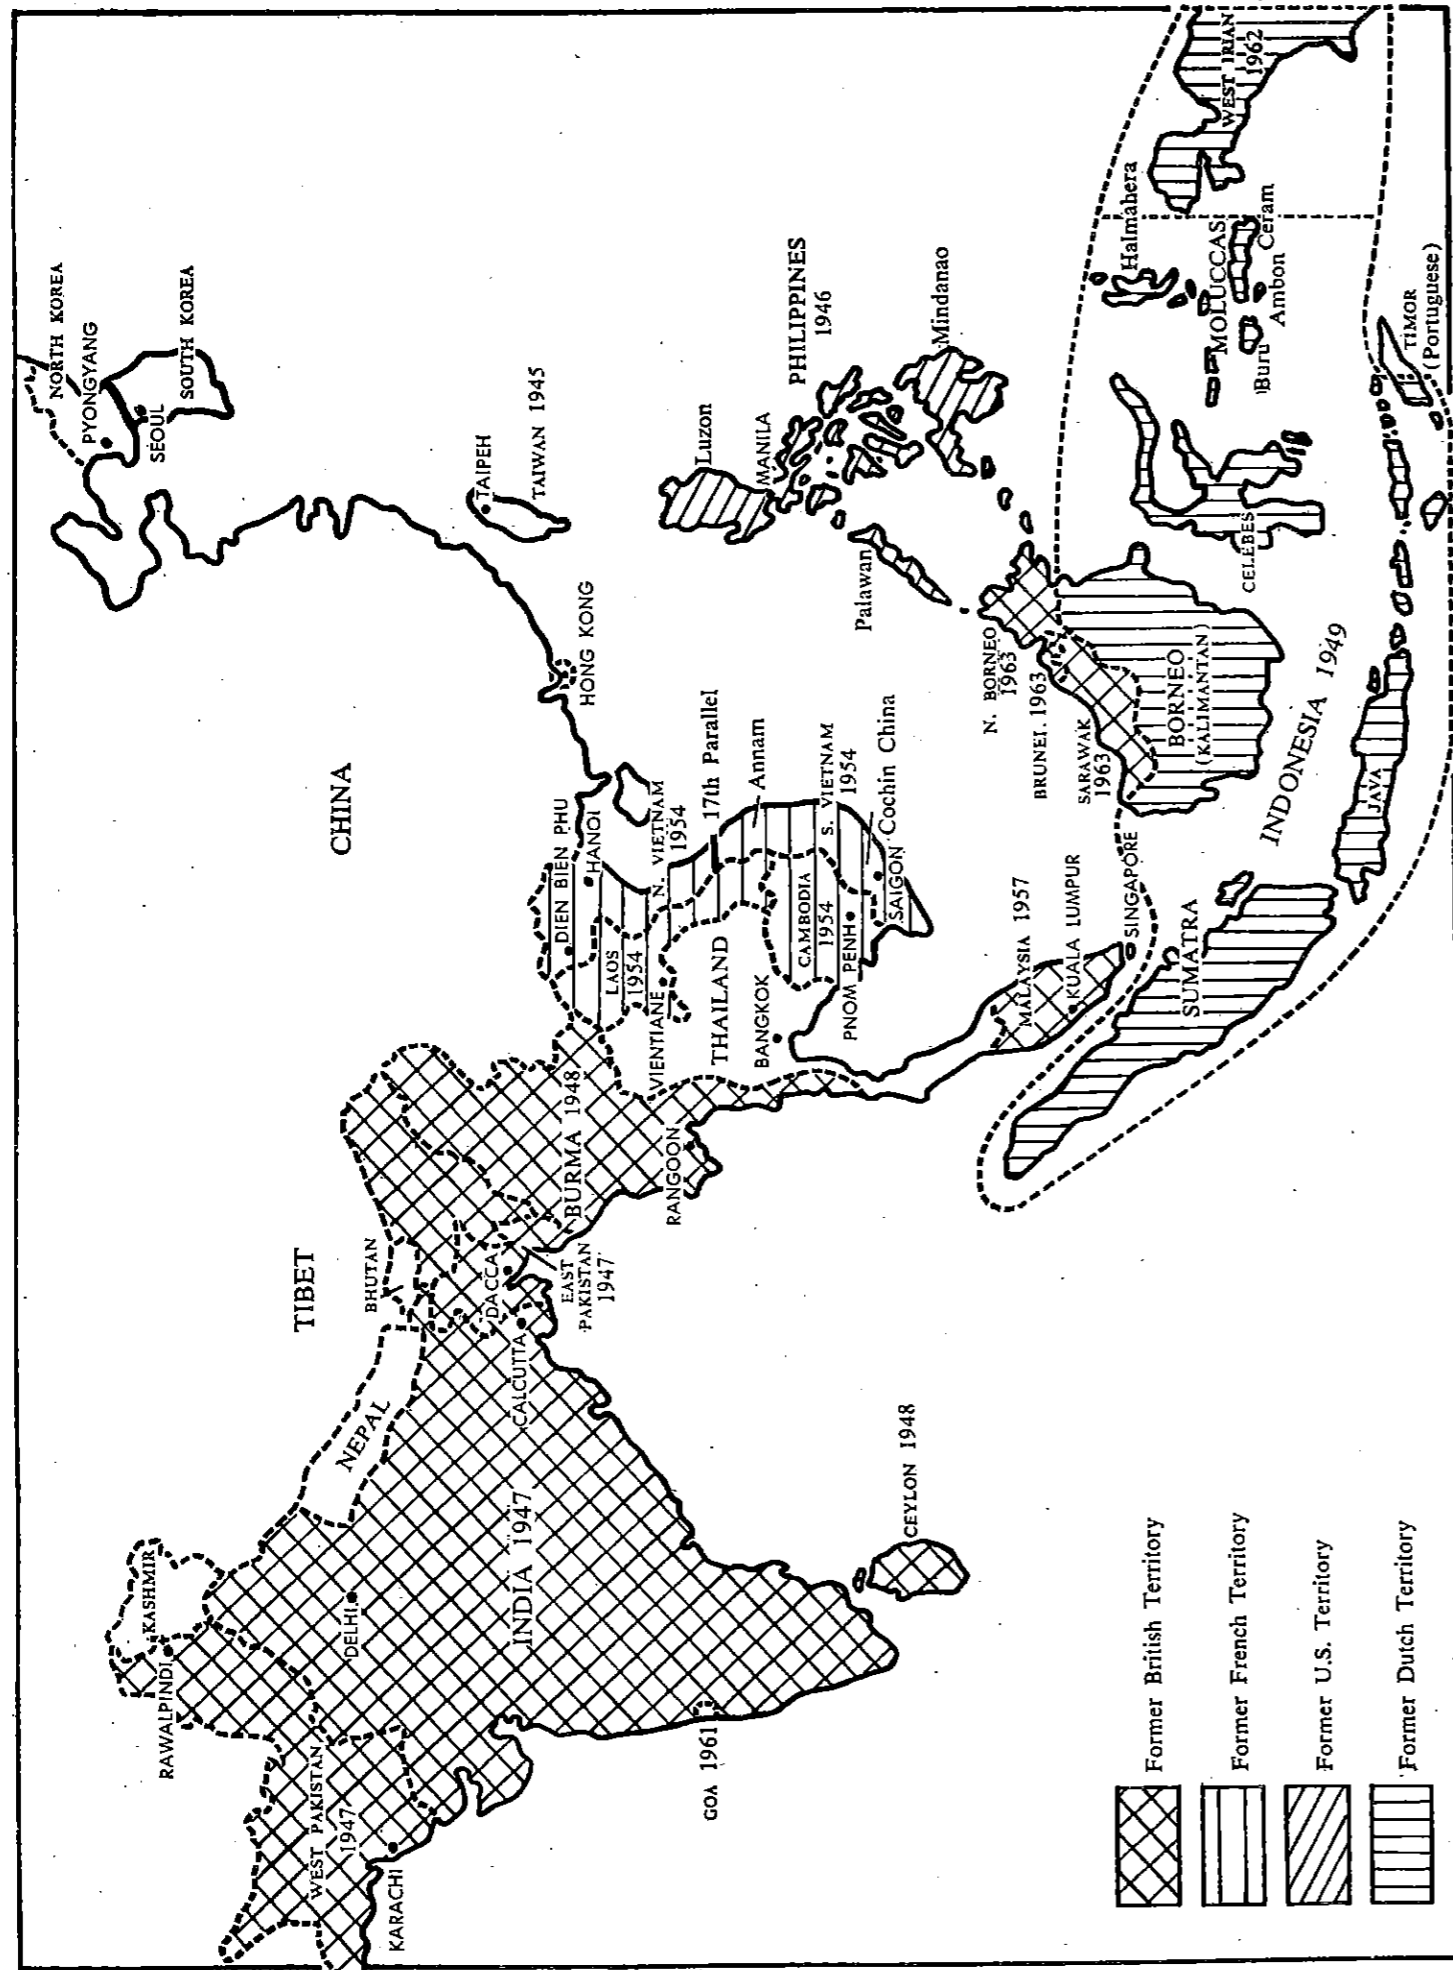 NORTH KOREA
PYONGYANG
SEOUL
SOUTH KOREA
CHINA
TAIPEH
TAIWAN 1945
HONG KONG
TIBET
BHUTAN
NEPAL
KASHMIR
RAWALPINDI
DELHI
WEST PAKISTAN
1947
KARACHI
INDIA 1947
GOA 1961
CALCUTTA
DACCA
EAST
PAKISTAN
1947
CEYLON 1948
BURMA 1948
RANGOON
DIEN BIEN PHU
HANOI
LAOS
1954
N. VIETNAM
1954
VIENTIANE
17th Parallel
THAILAND
BANGKOK
Annam
CAMBODIA
1954
S. VIETNAM
1954
PNOM PENH
SAIGON
Cochin China
Luzon
MANILA
PHILIPPINES
1946
Palawan
Mindanao
MALAYSIA 1957
KUALA LUMPUR
SINGAPORE
N. BORNEO
1963
BRUNEI. 1963
SARAWAK
1963
BORNEO
(KALIMANTAN)
SUMATRA
INDONESIA 1949
JAVA
CELEBES
Halmahera
MOLUCCAS
Buru
Ambon
Ceram
WEST IRIAN
1962
TIMOR
(Portuguese)
Former British Territory
Former French Territory
Former U.S. Territory
Former Dutch Territory